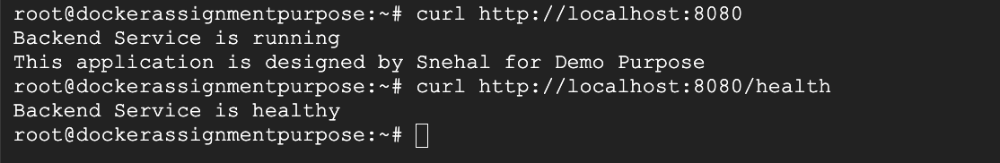 root@dockerassignmentpurpose:~# curl http://localhost:8080
Backend Service is running
This application is designed by Snehal for Demo Purpose
root@dockerassignmentpurpose:~# curl http://localhost:8080/health
Backend Service is healthy
root@dockerassignmentpurpose:~#